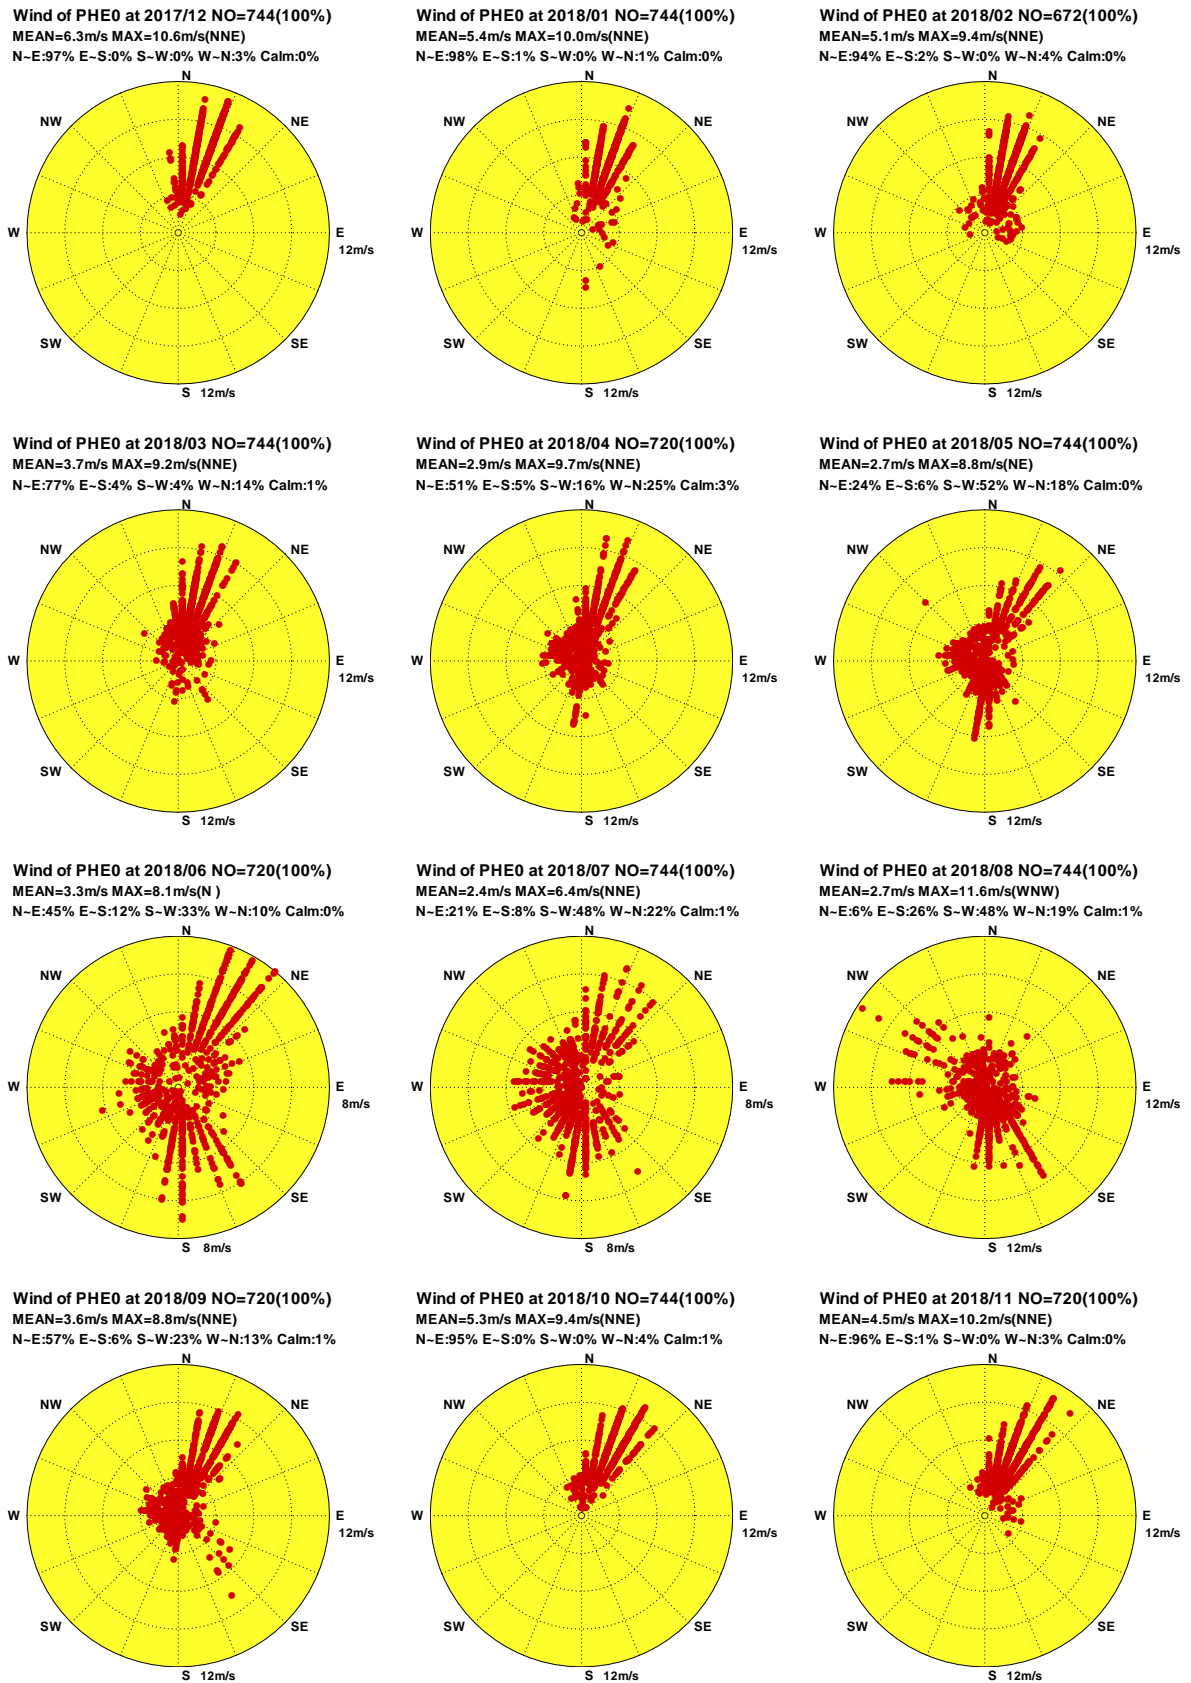 Wind of PHE0 at 2017/12 NO=744(100%)
MEAN=6.3m/s MAX=10.6m/s(NNE)
N~E:97% E~S:0% S~W:0% W~N:3% Calm:0%
N
NW
NE
W
E
12m/s
SW
SE
S 12m/s
Wind of PHE0 at 2018/01 NO=744(100%)
MEAN=5.4m/s MAX=10.0m/s(NNE)
N~E:98% E~S:1% S~W:0% W~N:1% Calm:0%
N
NW
NE
W
E
12m/s
SW
SE
S 12m/s
Wind of PHE0 at 2018/02 NO=672(100%)
MEAN=5.1m/s MAX=9.4m/s(NNE)
N~E:94% E~S:2% S~W:0% W~N:4% Calm:0%
N
NW
NE
W
E
12m/s
SW
SE
S 12m/s
Wind of PHE0 at 2018/03 NO=744(100%)
MEAN=3.7m/s MAX=9.2m/s(NNE)
N~E:77% E~S:4% S~W:4% W~N:14% Calm:1%
N
NW
NE
W
E
12m/s
SW
SE
S 12m/s
Wind of PHE0 at 2018/04 NO=720(100%)
MEAN=2.9m/s MAX=9.7m/s(NNE)
N~E:51% E~S:5% S~W:16% W~N:25% Calm:3%
N
NW
NE
W
E
12m/s
SW
SE
S 12m/s
Wind of PHE0 at 2018/05 NO=744(100%)
MEAN=2.7m/s MAX=8.8m/s(NE)
N~E:24% E~S:6% S~W:52% W~N:18% Calm:0%
N
NW
NE
W
E
12m/s
SW
SE
S 12m/s
Wind of PHE0 at 2018/06 NO=720(100%)
MEAN=3.3m/s MAX=8.1m/s(N )
N~E:45% E~S:12% S~W:33% W~N:10% Calm:0%
N
NW
NE
W
E
8m/s
SW
SE
S 8m/s
Wind of PHE0 at 2018/07 NO=744(100%)
MEAN=2.4m/s MAX=6.4m/s(NNE)
N~E:21% E~S:8% S~W:48% W~N:22% Calm:1%
N
NW
NE
W
E
8m/s
SW
SE
S 8m/s
Wind of PHE0 at 2018/08 NO=744(100%)
MEAN=2.7m/s MAX=11.6m/s(WNW)
N~E:6% E~S:26% S~W:48% W~N:19% Calm:1%
N
NW
NE
W
E
12m/s
SW
SE
S 12m/s
Wind of PHE0 at 2018/09 NO=720(100%)
MEAN=3.6m/s MAX=8.8m/s(NNE)
N~E:57% E~S:6% S~W:23% W~N:13% Calm:1%
N
NW
NE
W
E
12m/s
SW
SE
S 12m/s
Wind of PHE0 at 2018/10 NO=744(100%)
MEAN=5.3m/s MAX=9.4m/s(NNE)
N~E:95% E~S:0% S~W:0% W~N:4% Calm:1%
N
NW
NE
W
E
12m/s
SW
SE
S 12m/s
Wind of PHE0 at 2018/11 NO=720(100%)
MEAN=4.5m/s MAX=10.2m/s(NNE)
N~E:96% E~S:1% S~W:0% W~N:3% Calm:0%
N
NW
NE
W
E
12m/s
SW
SE
S 12m/s